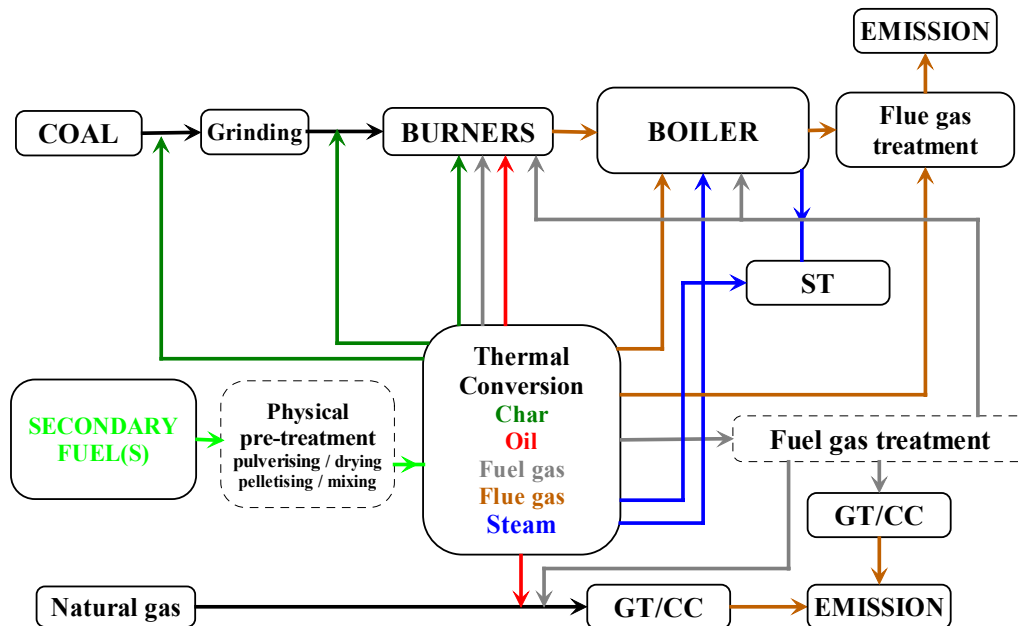 EMISSION
COAL
Grinding
BURNERS
BOILER
Flue gas
treatment
ST
Thermal
Conversion
Char
Oil
Fuel gas
Flue gas
Steam
SECONDARY
FUEL(S)
Physical
pre-treatment
pulverising / drying
pelletising / mixing
Fuel gas treatment
GT/CC
Natural gas
GT/CC
EMISSION